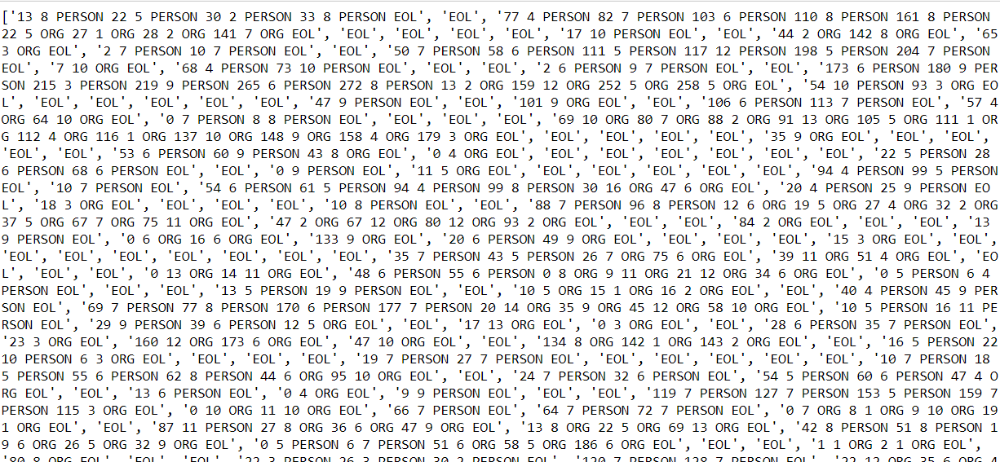 ['13 8 PERSON 22 5 PERSON 30 2 PERSON 33 8 PERSON EOL', 'EOL', '77 4 PERSON 82 7 PERSON 103 6 PERSON 110 8 PERSON 161 8 PERSON
22 5 ORG 27 1 ORG 28 2 ORG 141 7 ORG EOL', 'EOL', 'EOL', 'EOL', 'EOL', '17 10 PERSON EOL', 'EOL', '44 2 ORG 142 8 ORG EOL', '65
3 ORG EOL', '2 7 PERSON 10 7 PERSON EOL', 'EOL', '50 7 PERSON 58 6 PERSON 111 5 PERSON 117 12 PERSON 198 5 PERSON 204 7 PERSON
EOL', '7 10 ORG EOL', '68 4 PERSON 73 10 PERSON EOL', 'EOL', 'EOL', '2 6 PERSON 9 7 PERSON EOL', 'EOL', '173 6 PERSON 180 9 PER
SON 215 3 PERSON 219 9 PERSON 265 6 PERSON 272 8 PERSON 13 2 ORG 159 12 ORG 252 5 ORG 258 5 ORG EOL', '54 10 PERSON 93 3 ORG EO
L', 'EOL', 'EOL', 'EOL', 'EOL', 'EOL', '47 9 PERSON EOL', 'EOL', '101 9 ORG EOL', 'EOL', '106 6 PERSON 113 7 PERSON EOL', '57 4
ORG 64 10 ORG EOL', '0 7 PERSON 8 8 PERSON EOL', 'EOL', 'EOL', 'EOL', '69 10 ORG 80 7 ORG 88 2 ORG 91 13 ORG 105 5 ORG 111 1 OR
G 112 4 ORG 116 1 ORG 137 10 ORG 148 9 ORG 158 4 ORG 179 3 ORG EOL', 'EOL', 'EOL', 'EOL', 'EOL', '35 9 ORG EOL', 'EOL', 'EOL',
'EOL', 'EOL', '53 6 PERSON 60 9 PERSON 43 8 ORG EOL', '0 4 ORG EOL', 'EOL', 'EOL', 'EOL', 'EOL', 'EOL', 'EOL', 'EOL', '22 5 PERSON 28
6 PERSON 68 6 PERSON EOL', 'EOL', '0 9 PERSON EOL', '11 5 ORG EOL', 'EOL', 'EOL', 'EOL', 'EOL', 'EOL', '94 4 PERSON 99 5 PERSON
EOL', '10 7 PERSON EOL', '54 6 PERSON 61 5 PERSON 94 4 PERSON 99 8 PERSON 30 16 ORG 47 6 ORG EOL', '20 4 PERSON 25 9 PERSON EO
L', '18 3 ORG EOL', 'EOL', 'EOL', 'EOL', '10 8 PERSON EOL', 'EOL', '88 7 PERSON 96 8 PERSON 12 6 ORG 19 5 ORG 27 4 ORG 32 2 ORG
37 5 ORG 67 7 ORG 75 11 ORG EOL', '47 2 ORG 67 12 ORG 80 12 ORG 93 2 ORG EOL', 'EOL', 'EOL', '84 2 ORG EOL', 'EOL', 'EOL', '13
9 PERSON EOL', '0 6 ORG 16 6 ORG EOL', '133 9 ORG EOL', '20 6 PERSON 49 9 ORG EOL', 'EOL', 'EOL', 'EOL', '15 3 ORG EOL', 'EOL',
'EOL', 'EOL', 'EOL', 'EOL', 'EOL', 'EOL', 'EOL', '35 7 PERSON 43 5 PERSON 26 7 ORG 75 6 ORG EOL', '39 11 ORG 51 4 ORG EOL', 'EO
L', 'EOL', 'EOL', '0 13 ORG 14 11 ORG EOL', '48 6 PERSON 55 6 PERSON 0 8 ORG 9 11 ORG 21 12 ORG 34 6 ORG EOL', '0 5 PERSON 6 4
PERSON EOL', 'EOL', 'EOL', '13 5 PERSON 19 9 PERSON EOL', '10 5 ORG 15 1 ORG 16 2 ORG EOL', 'EOL', '40 4 PERSON 45 9 PER
SON EOL', '69 7 PERSON 77 8 PERSON 170 6 PERSON 177 7 PERSON 20 14 ORG 35 9 ORG 45 12 ORG 58 10 ORG EOL', '10 5 PERSON 16 11 PE
RSON EOL', '29 9 PERSON 39 6 PERSON 12 5 ORG EOL', 'EOL', '17 13 ORG EOL', '0 3 ORG EOL', 'EOL', '28 6 PERSON 35 7 PERSON EOL',
'23 3 ORG EOL', '160 12 ORG 173 6 ORG EOL', '47 10 ORG EOL', 'EOL', '134 8 ORG 142 1 ORG 143 2 ORG EOL', 'EOL', '16 5 PERSON 22
10 PERSON 6 3 ORG EOL', 'EOL', 'EOL', 'EOL', '19 7 PERSON 27 7 PERSON EOL', 'EOL', 'EOL', 'EOL', 'EOL', 'EOL', '10 7 PERSON 18
5 PERSON 55 6 PERSON 62 8 PERSON 44 6 ORG 95 10 ORG EOL', 'EOL', '24 7 PERSON 32 6 PERSON EOL', '54 5 PERSON 60 6 PERSON 47 4 O
RG EOL', 'EOL', '13 6 PERSON EOL', '0 4 ORG EOL', '9 9 PERSON EOL', 'EOL', 'EOL', '119 7 PERSON 127 7 PERSON 153 5 PERSON 159 7
PERSON 115 3 ORG EOL', '0 10 ORG 11 10 ORG EOL', '66 7 PERSON EOL', '64 7 PERSON 72 7 PERSON EOL', '0 7 ORG 8 1 ORG 9 10 ORG 19
1 ORG EOL', 'EOL', '87 11 PERSON 27 8 ORG 36 6 ORG 47 9 ORG EOL', '13 8 ORG 22 5 ORG 69 13 ORG EOL', '42 8 PERSON 51 8 PERSON 1
9 6 ORG 26 5 ORG 32 9 ORG EOL', '0 5 PERSON 6 7 PERSON 51 6 ORG 58 5 ORG 186 6 ORG EOL', 'EOL', 'EOL', '1 1 ORG 2 1 ORG EOL',
'80 8 ORG EOL', 'EOL', 'EOL', '22 3 PERSON 26 3 PERSON 30 2 PERSON EOL', '120 7 PERSON 128 7 PERSON EOL', '22 12 ORG 35 6 ORG 4